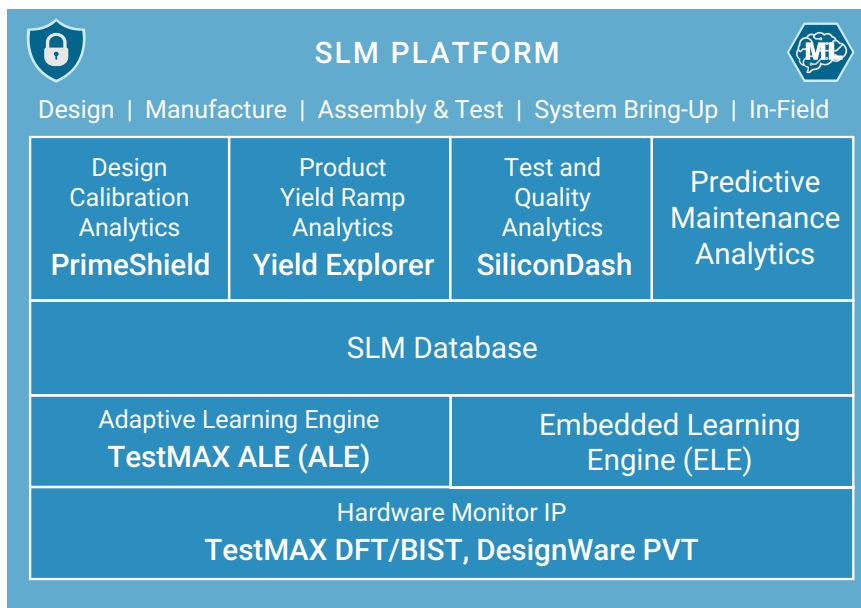 SLM PLATFORM
ML
Design | Manufacture | Assembly & Test | System Bring-Up | In-Field
Design
Calibration
Analytics
PrimeShield
Product
Yield Ramp
Analytics
Yield Explorer
Test and
Quality
Analytics
SiliconDash
Predictive
Maintenance
Analytics
SLM Database
Adaptive Learning Engine
TestMAX ALE (ALE)
Embedded Learning
Engine (ELE)
Hardware Monitor IP
TestMAX DFT/BIST, DesignWare PVT